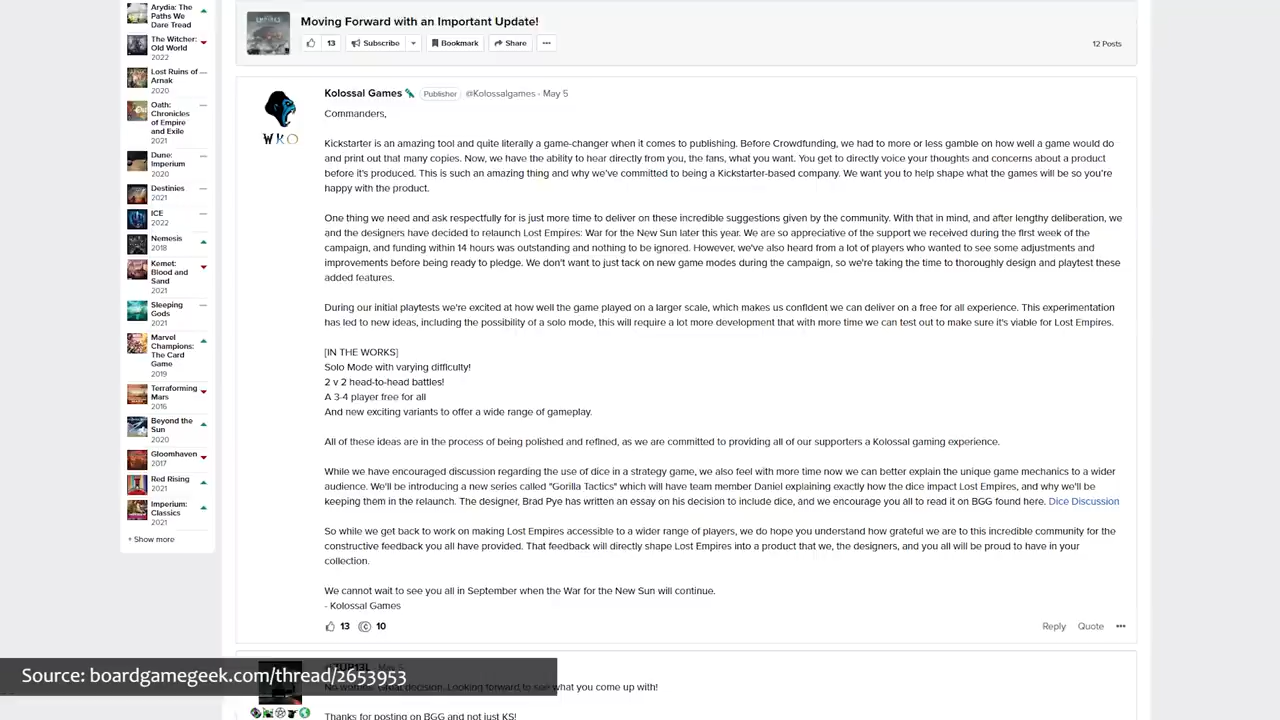 Arydia: The
Paths We
Dare Tread
The Witcher:
Old World
2022
Lost Ruins of
Arnak
2020
Oath:
Chronicles
of Empire
and Exile
2021
Dune:
Imperium
2020
Destinies
2021
ICE
2022
Nemesis
2018
Kemet:
Blood and
Sand
2021
Sleeping
Gods
2021
Marvel
Champions:
The Card
Game
2019
Terraforming
Mars
2016
Beyond the
Sun
2020
Gloomhaven
2017
Red Rising
2021
Imperium:
Classics
2021
+ Show more
Moving Forward with an Important Update!
13 Subscribe Bookmark Share
12 Posts
W K O
Kolossal Games Publisher @Kolossalgames - May 5
Commanders,
Kickstarter is an amazing tool and quite literally a game-changer when it comes to publishing. Before Crowdfunding, we had to more or less gamble on how well a game would do
and print out that many copies. Now, we have the ability to hear directly from you, the fans, what you want. You get to directly voice your thoughts and concerns about a product
before it's produced. This is such an amazing thing and why we've committed to being a Kickstarter-based company. We want you to help shape what the games will be so you're
happy with the product.
One thing we need and ask respectfully for is just more time to deliver on these incredible suggestions given by the community. With that in mind, and after lengthy deliberation, we
and the designers have decided to relaunch Lost Empires: War for the New Sun later this year. We are so appreciative of the support we received during the first week of the
campaign, and funding within 14 hours was outstanding and nothing to be ignored. However, we've also heard from a lot of players who wanted to see some adjustments and
improvements before being ready to pledge. We don't want to just tack on new game modes during the campaign, so we're taking the time to thoroughly design and playtest these
added features.
During our initial playtests we're excited at how well the game played on a larger scale, which makes us confident we can deliver on a free for all experience. This experimentation
has led to new ideas, including the possibility of a solo mode, this will require a lot more development that with more time we can test out to make sure it's viable for Lost Empires.
[IN THE WORKS]
Solo Mode with varying difficulty!
2 v 2 head-to-head battles!
A 3-4 player free for all
And new exciting variants to offer a wide range of gameplay.
All of these ideas are in the process of being polished and refined, as we are committed to providing all of our supporters a Kolossal gaming experience.
While we have encouraged discussion regarding the use of dice in a strategy game, we also feel with more time now we can better explain the unique game mechanics to a wider
audience. We'll be introducing a new series called "Gorilla Tactics" which will have team member Daniel explaining exactly how the dice impact Lost Empires, and why we'll be
keeping them in the relaunch. The designer, Brad Pye has written an essay on his decision to include dice, and we encourage you all to read it on BGG found here. Dice Discussion
So while we get back to work on making Lost Empires accessible to a wider range of players, we do hope you understand how grateful we are to this incredible community for the
constructive feedback you all have provided. That feedback will directly shape Lost Empires into a product that we, the designers, and you all will be proud to have in your
collection.
We cannot wait to see you all in September when the War for the New Sun will continue.
- Kolossal Games
13 10
Reply Quote
May 5
Great decision. Looking forward to see what you come up with!
Thanks for posting on BGG and not just KS!
Source: boardgamegeek.com/thread/2653953